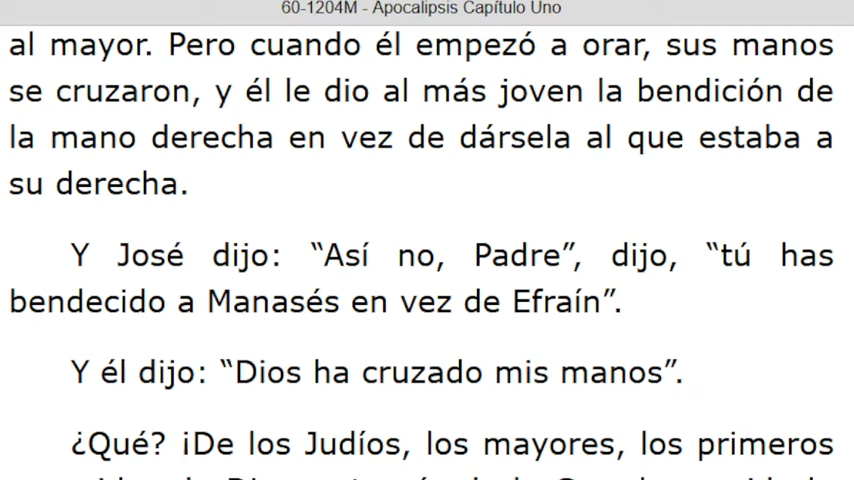 60-1204M - Apocalipsis Capítulo Uno
al mayor. Pero cuando él empezó a orar, sus manos
se cruzaron, y él le dio al más joven la bendición de
la mano derecha en vez de dársela al que estaba a
su derecha.
Y José dijo: “Así no, Padre”, dijo, “tú has
bendecido a Manasés en vez de Efraín”.
Y él dijo: “Dios ha cruzado mis manos”.
¿Qué? ¡De los Judíos, los mayores, los primeros